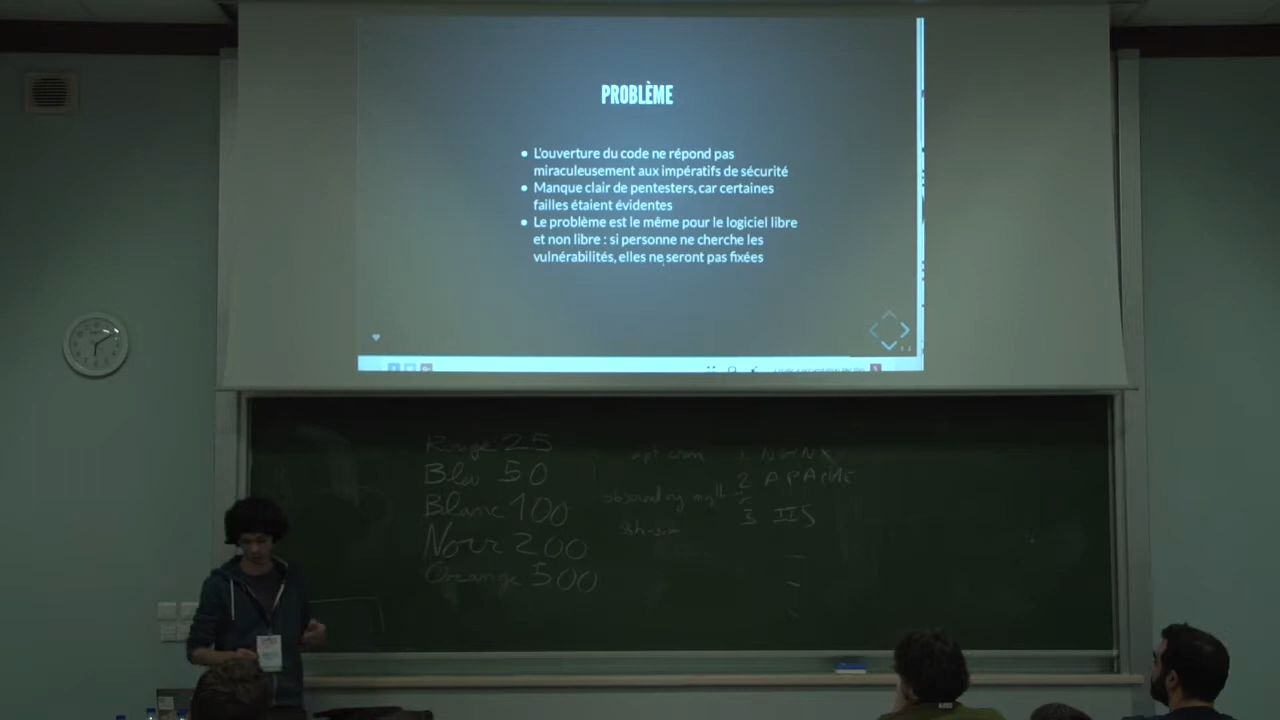 PROBLÈME
L'ouverture du code ne répond pas
miraculeusement aux impératifs de sécurité
Manque clair de pentesters, car certaines
failles étaient évidentes
Le problème est le même pour le logiciel libre
et non libre : si personne ne cherche les
vulnérabilités, elles ne seront pas fixées
Rouge 25
Bleu 50
Blanc 100
Noir 200
Orange 500
1 NGINX
2 APACHE
3 IIS